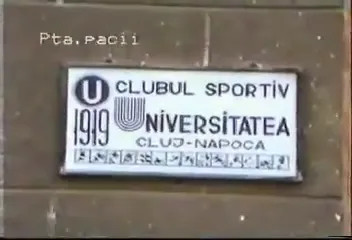 Pta.pacii
U CLUBUL SPORTIV
1919 UNIVERSITATEA
CLUJ-NAPOCA